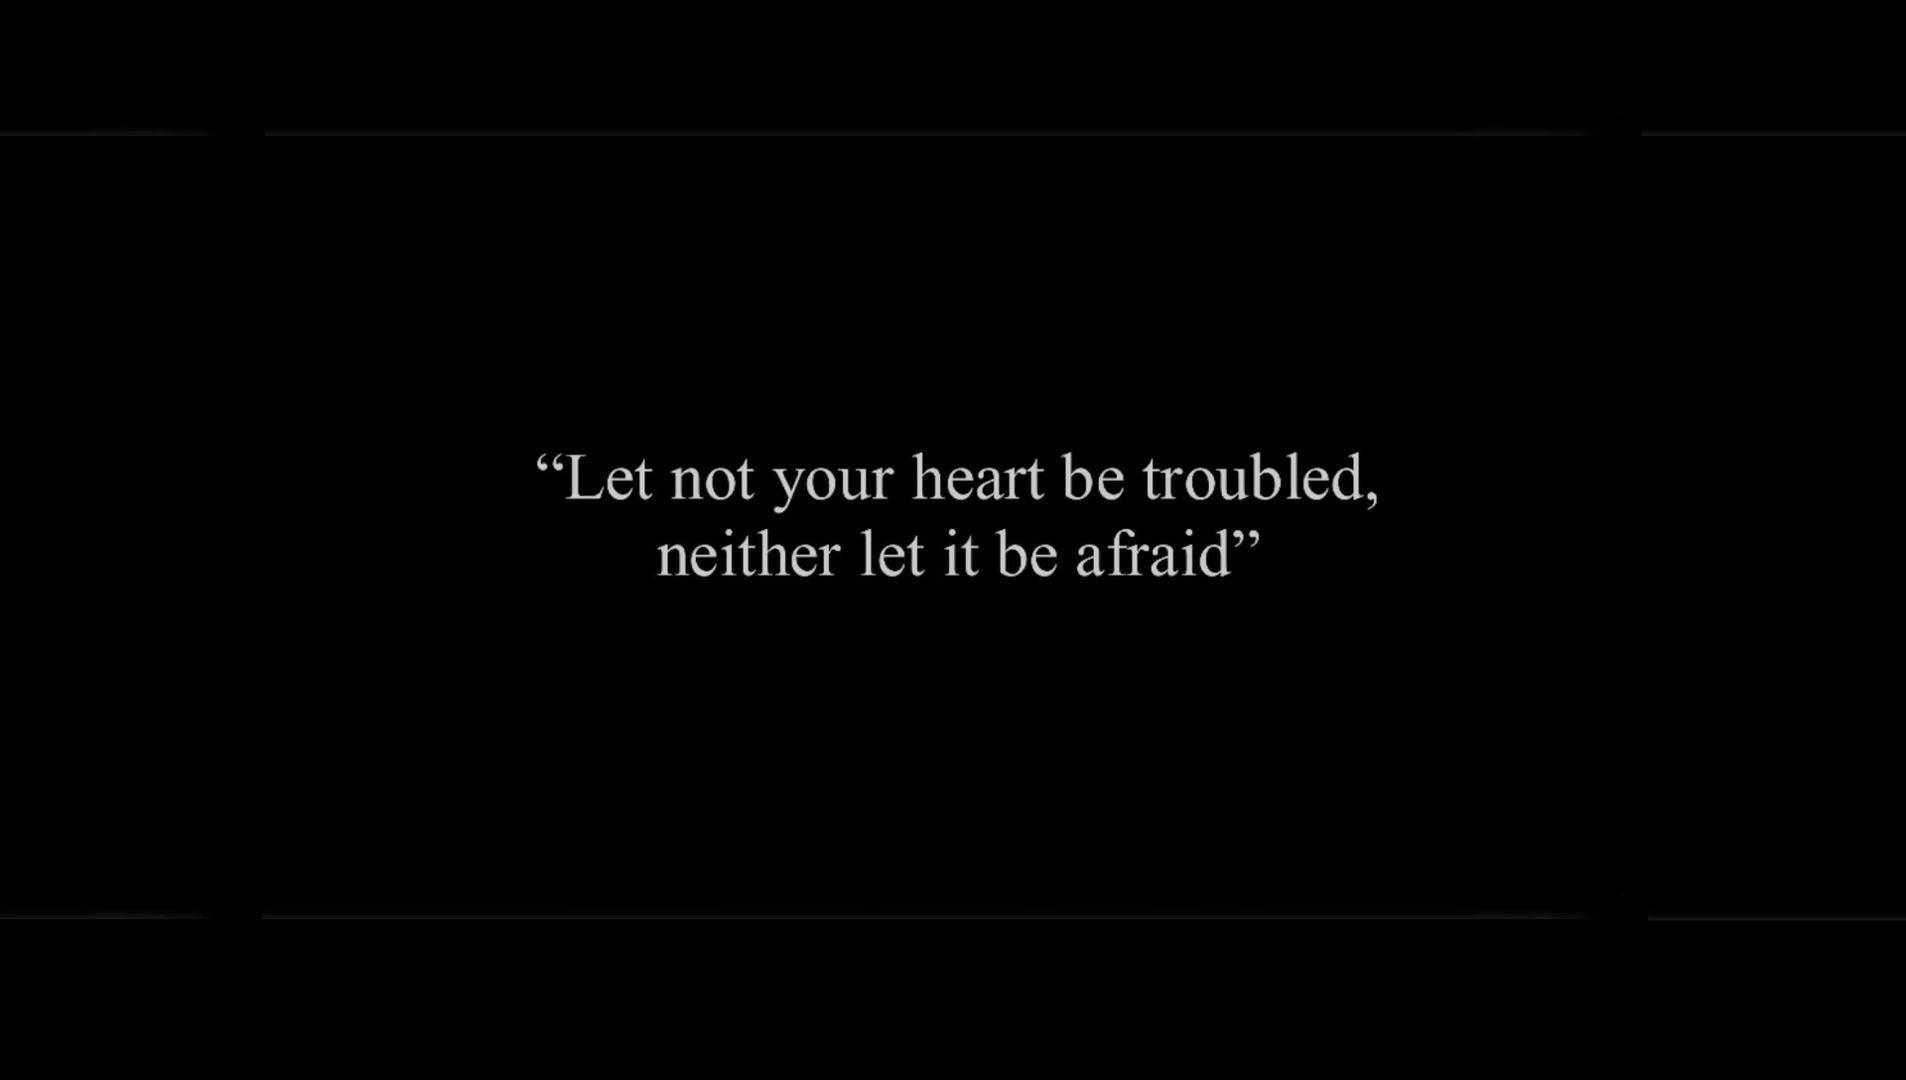 “Let not your heart be troubled,
neither let it be afraid”